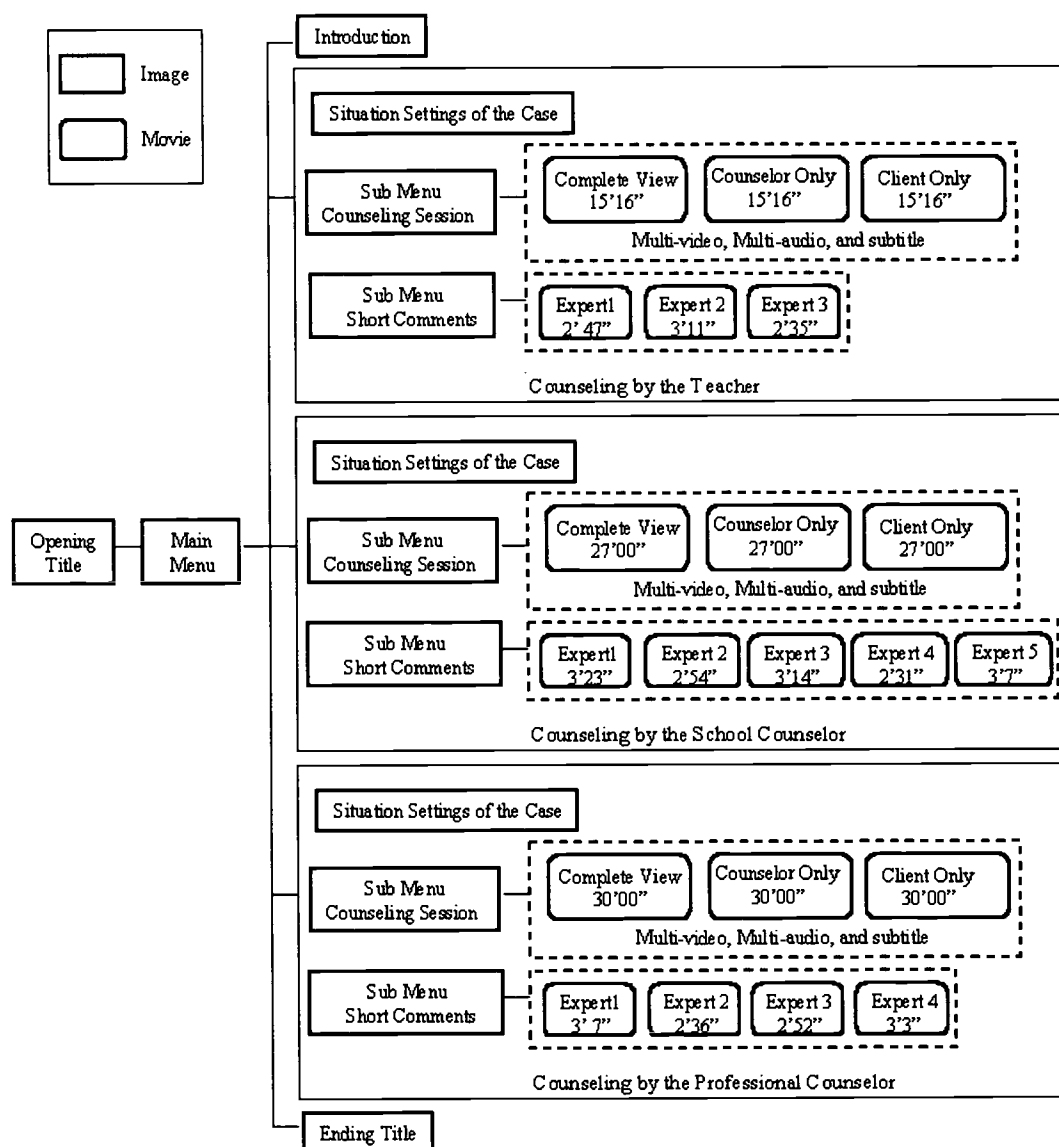 Image
Movie
Introduction
Situation Settings of the Case
Sub Menu
Counseling Session
Complete View
15’16”
Counselor Only
15’16”
Client Only
15’16”
Multi-video, Multi-audio, and subtitle
Sub Menu
Short Comments
Expert1
2’ 47”
Expert 2
3’11”
Expert 3
2’35”
Counseling by the Teacher
Opening
Title
Main
Menu
Situation Settings of the Case
Sub Menu
Counseling Session
Complete View
27’00”
Counselor Only
27’00”
Client Only
27’00”
Multi-video, Multi-audio, and subtitle
Sub Menu
Short Comments
Expert1
3’23”
Expert 2
2’54”
Expert 3
3’14”
Expert 4
2’31”
Expert 5
3’7”
Counseling by the School Counselor
Situation Settings of the Case
Sub Menu
Counseling Session
Complete View
30’00”
Counselor Only
30’00”
Client Only
30’00”
Multi-video, Multi-audio, and subtitle
Sub Menu
Short Comments
Expert1
3’ 7”
Expert 2
2’36”
Expert 3
2’52”
Expert 4
3’3”
Counseling by the Professional Counselor
Ending Title